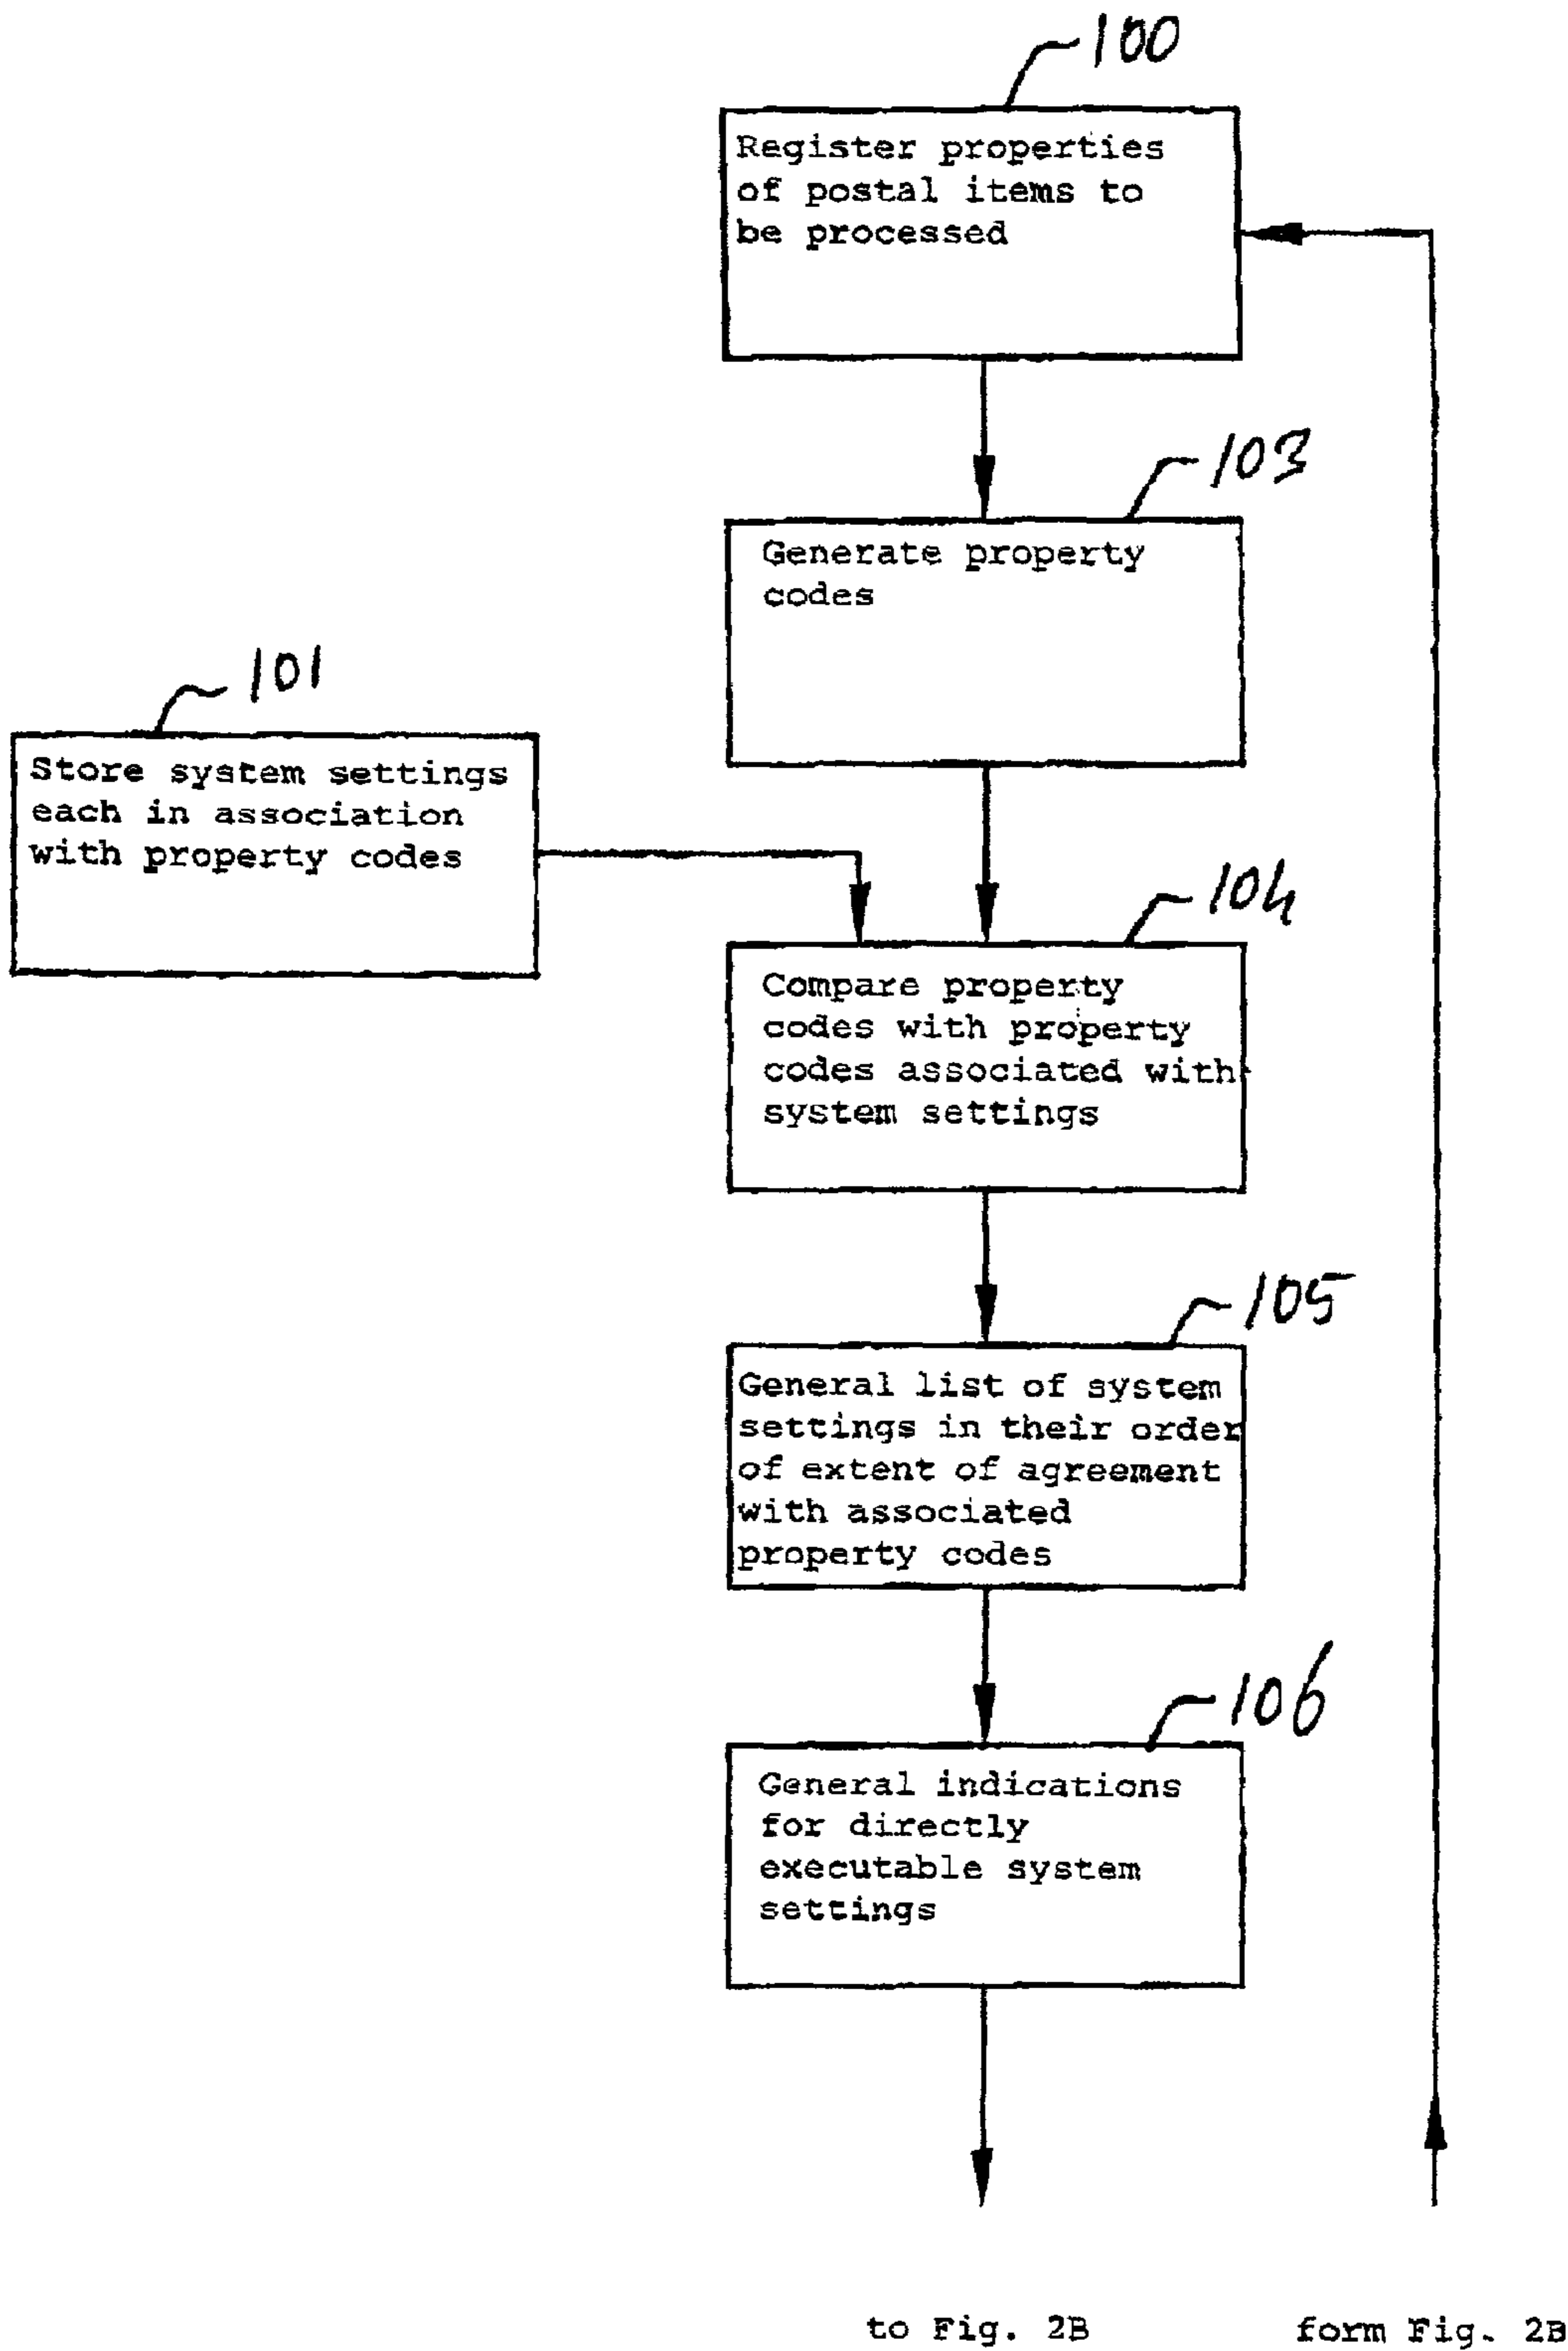 100
Register properties
of postal items to
be processed
103
Generate property
codes
101
Store system settings
each in association
with property codes
104
Compare property
codes with property
codes associated with
system settings
105
General list of system
settings in their order
of extent of agreement
with associated
property codes
106
General indications
for directly
executable system
settings
to Fig. 2B
form Fig. 2B